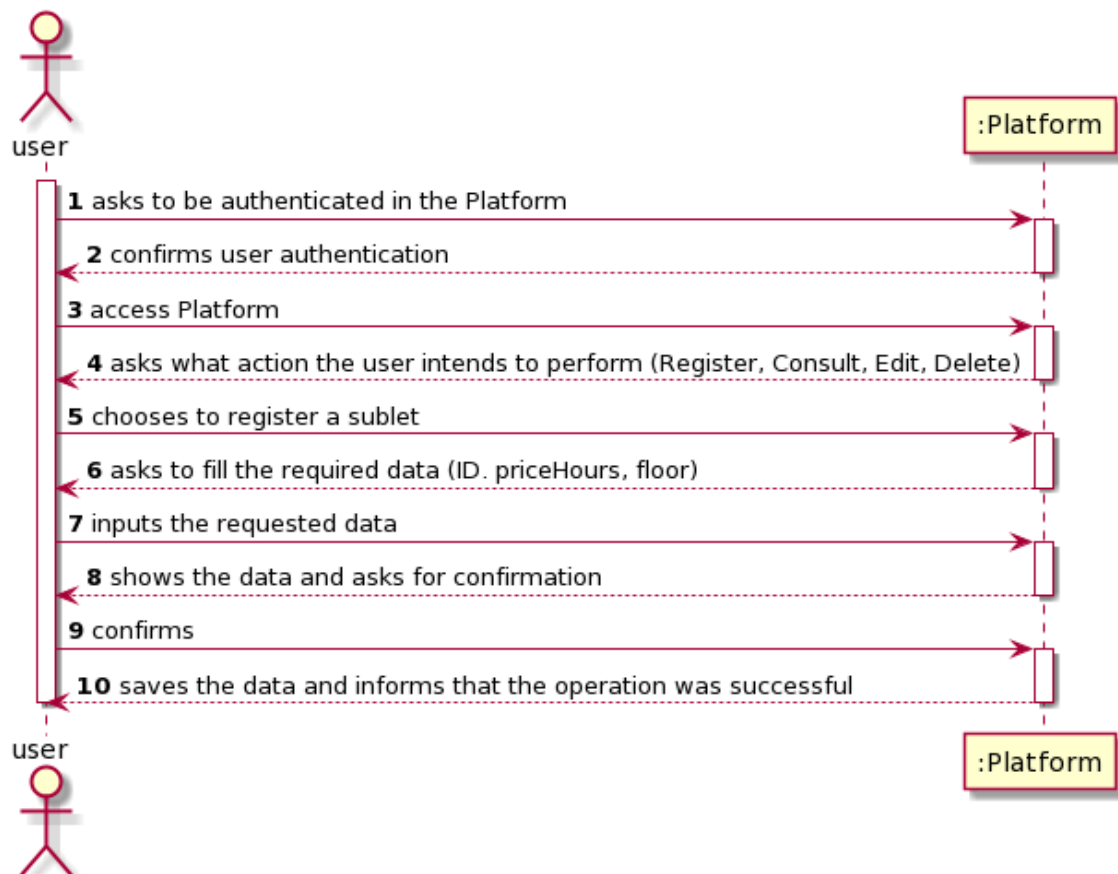 user
:Platform
1 asks to be authenticated in the Platform
2 confirms user authentication
3 access Platform
4 asks what action the user intends to perform (Register, Consult, Edit, Delete)
5 chooses to register a sublet
6 asks to fill the required data (ID. priceHours, floor)
7 inputs the requested data
8 shows the data and asks for confirmation
9 confirms
10 saves the data and informs that the operation was successful
user
:Platform